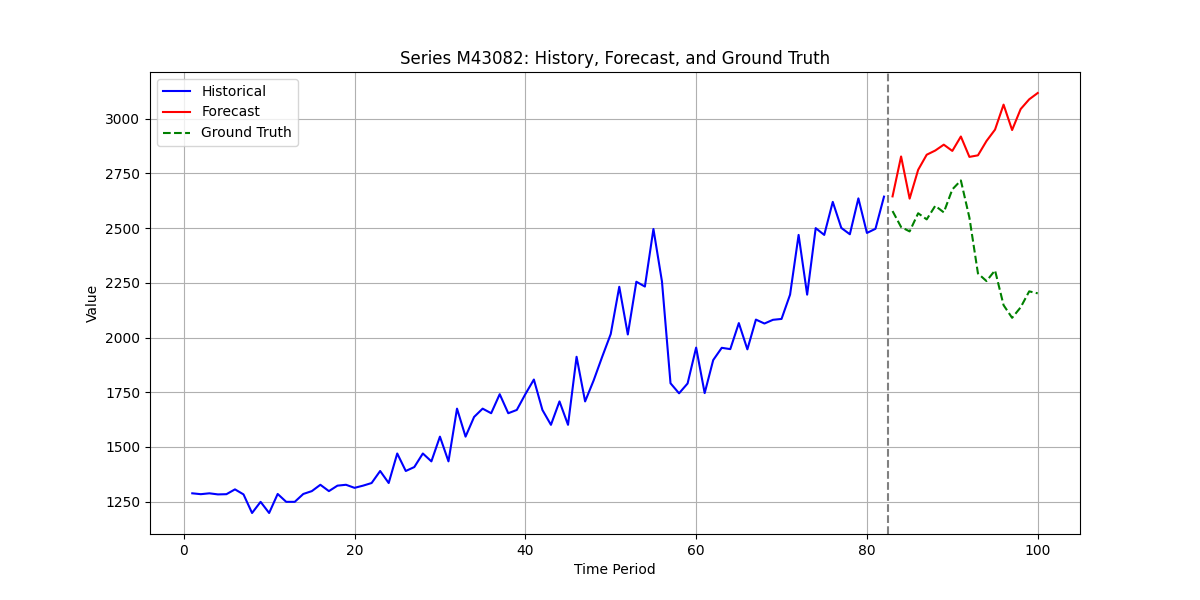 Series M43082: History, Forecast, and Ground Truth
Historical
Forecast
Ground Truth
Value
3000
2750
2500
2250
2000
1750
1500
1250
0 20 40 60 80 100
Time Period